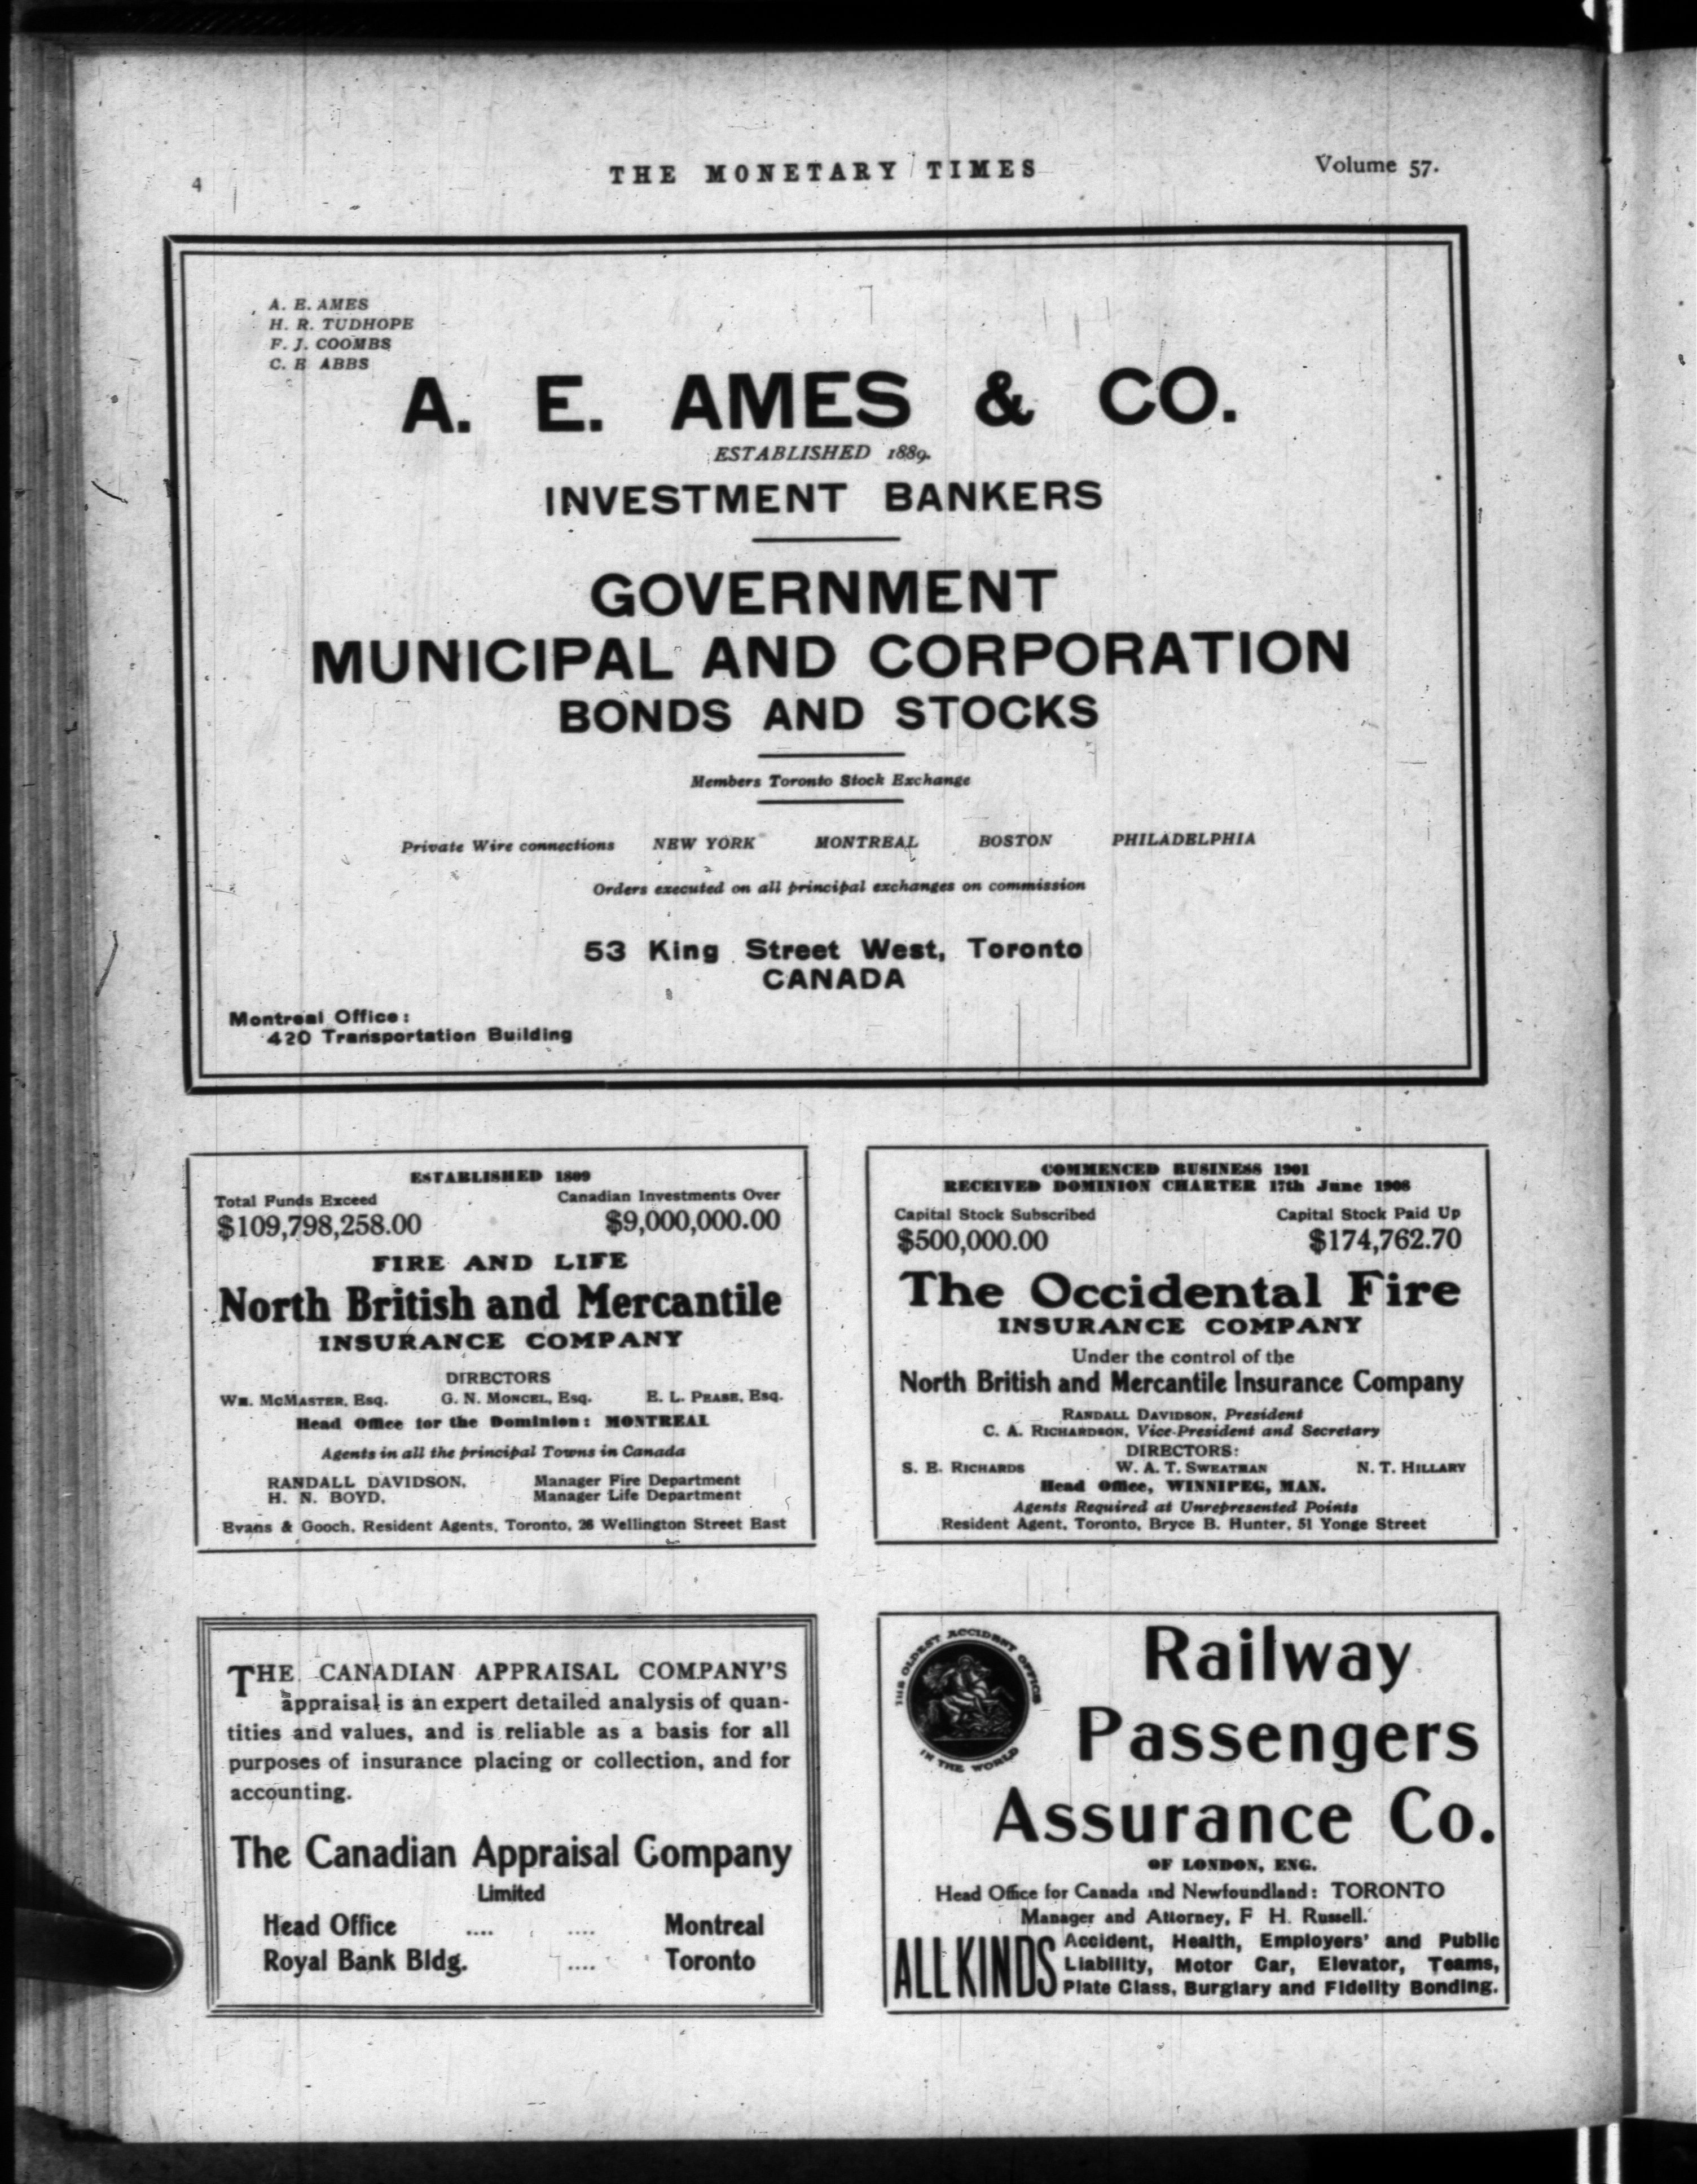 4
THE MONETARY TIMES
Volume 57.
A. E. AMES
H. R. TUDHOPE
F. J. COOMBS
C. E ABBS
A. E. AMES & CO.
ESTABLISHED 1889.
INVESTMENT BANKERS
GOVERNMENT
MUNICIPAL AND CORPORATION
BONDS AND STOCKS
Members Toronto Stock Exchange
Private Wire connections NEW YORK MONTREAL BOSTON PHILADELPHIA
Orders executed on all principal exchanges on commission
53 King Street West, Toronto
CANADA
Montreal Office:
420 Transportation Building
ESTABLISHED 1809
Total Funds Exceed Canadian Investments Over
$109,798,258.00 $9,000,000.00
FIRE AND LIFE
North British and Mercantile
INSURANCE COMPANY
DIRECTORS
WM. MCMASTER, Esq. G. N. MONCEL, Esq. E. L. PEASE, Esq.
Head Office for the Dominion: MONTREAL
Agents in all the principal Towns in Canada
RANDALL DAVIDSON, Manager Fire Department
H. N. BOYD, Manager Life Department
Evans & Gooch, Resident Agents, Toronto, 26 Wellington Street East
COMMENCED BUSINESS 1901
RECEIVED DOMINION CHARTER 17th June 1908
Capital Stock Subscribed Capital Stock Paid Up
$500,000.00 $174,762.70
The Occidental Fire
INSURANCE COMPANY
Under the control of the
North British and Mercantile Insurance Company
RANDALL DAVIDSON, President
C. A. RICHARDSON, Vice-President and Secretary
DIRECTORS:
S. E. RICHARDS W. A. T. SWEATMAN N. T. HILLARY
Head Office, WINNIPEG, MAN.
Agents Required at Unrepresented Points
Resident Agent, Toronto, Bryce B. Hunter, 51 Yonge Street
THE CANADIAN APPRAISAL COMPANY'S
appraisal is an expert detailed analysis of quan-
tities and values, and is reliable as a basis for all
purposes of insurance placing or collection, and for
accounting.
The Canadian Appraisal Company
Limited
Head Office .... .... Montreal
Royal Bank Bldg. .... Toronto
THE OLDEST ACCIDENT OFFICE
IN THE WORLD
Railway
Passengers
Assurance Co.
OF LONDON, ENG.
Head Office for Canada and Newfoundland: TORONTO
Manager and Attorney, F H. Russell.
ALL KINDS
Accident, Health, Employers' and Public
Liability, Motor Car, Elevator, Teams,
Plate Glass, Burglary and Fidelity Bonding.